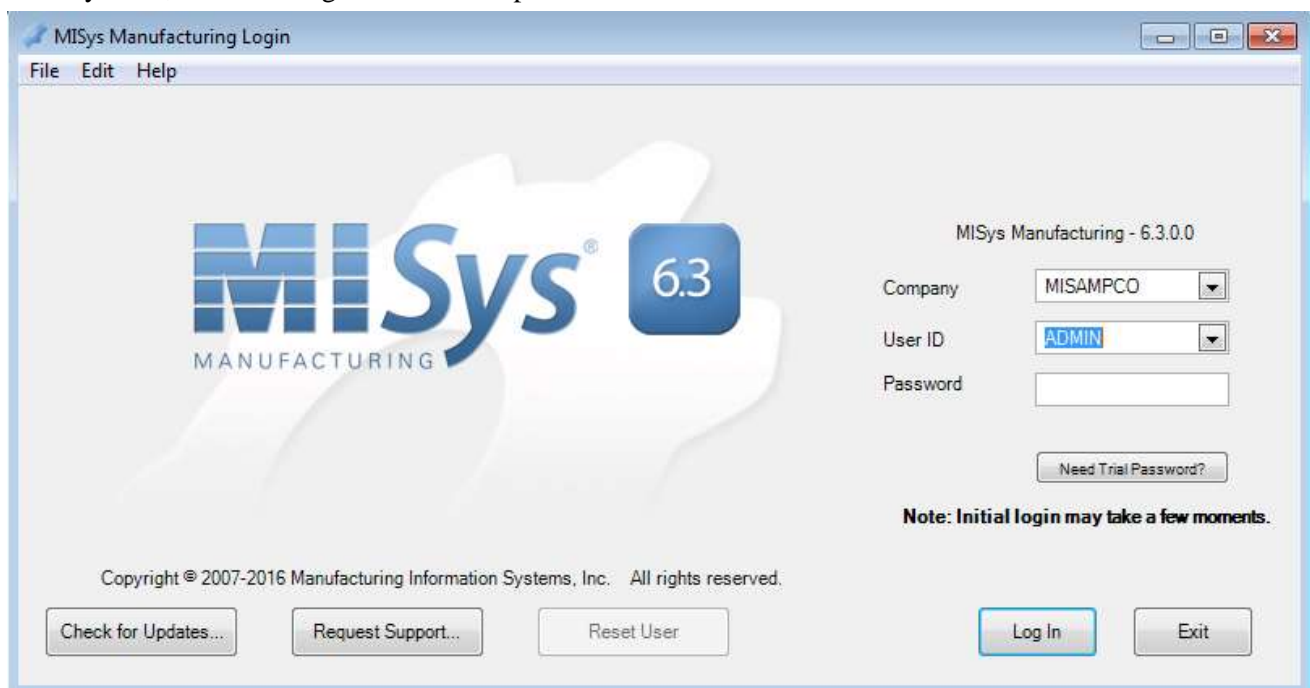 MISys Manufacturing Login
File Edit Help
MISys® 6.3
MANUFACTURING
MISys Manufacturing - 6.3.0.0
Company MISAMPCO
User ID ADMIN
Password
Need Trial Password?
Note: Initial login may take a few moments.
Copyright © 2007-2016 Manufacturing Information Systems, Inc. All rights reserved.
Check for Updates... Request Support... Reset User Log In Exit